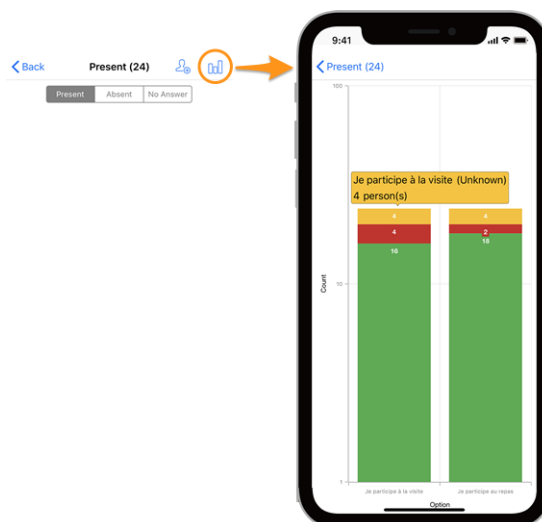 Back
Present (24)
Present
Absent
No Answer
9:41
Present (24)
100
Je participe à la visite (Unknown)
4 person(s)
4
4
4
2
16
18
Count
10
1
Je participe à la visite
Je participe au repas
Option